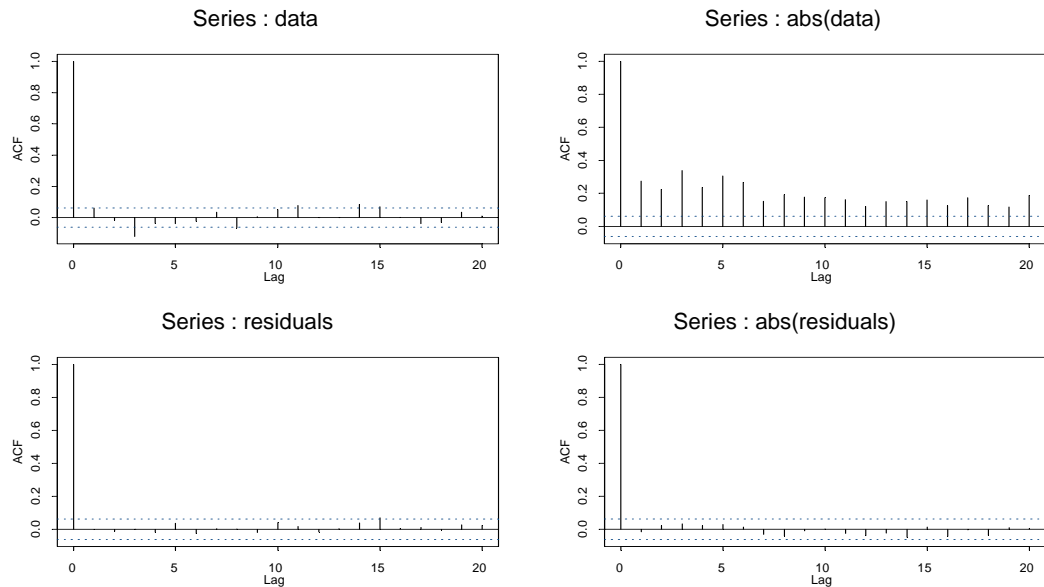 Series : data
ACF
0.0 0.2 0.4 0.6 0.8 1.0
0 5 10 15 20
Lag
Series : abs(data)
ACF
0.0 0.2 0.4 0.6 0.8 1.0
0 5 10 15 20
Lag
Series : residuals
ACF
0.0 0.2 0.4 0.6 0.8 1.0
0 5 10 15 20
Lag
Series : abs(residuals)
ACF
0.0 0.2 0.4 0.6 0.8 1.0
0 5 10 15 20
Lag